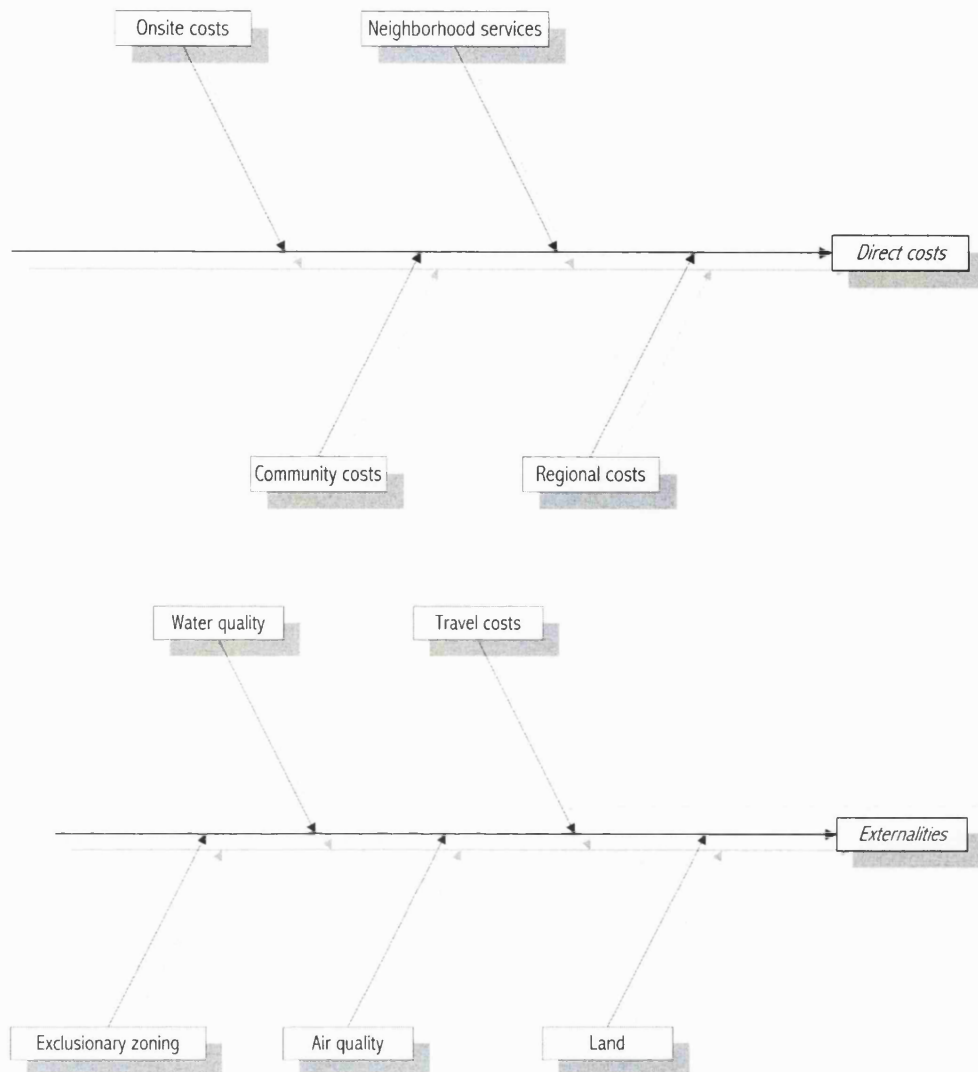 Onsite costs
Neighborhood services
Direct costs
Community costs
Regional costs
Water quality
Travel costs
Externalities
Exclusionary zoning
Air quality
Land